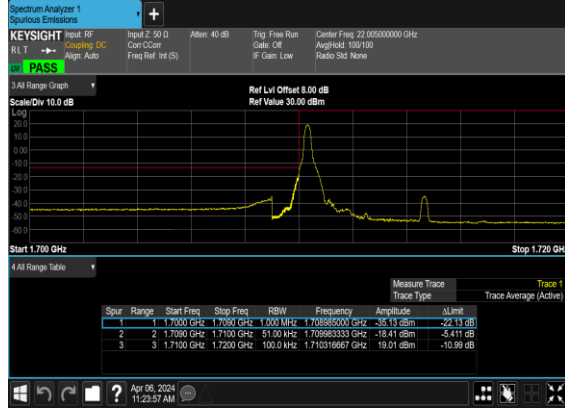 Spectrum Analyzer 1
Spurious Emissions
+
KEYSIGHT Input: RF Input Z: 50 Ω Atten: 40 dB Trig: Free Run Center Freq: 22.005000000 GHz
RLT Coupling: DC Corr CCorr Gate: Off Avg|Hold: 100/100
Align: Auto Freq Ref: Int (S) IF Gain: Low Radio Std: None
PASS
3 All Range Graph
Ref Lvl Offset 8.00 dB
Scale/Div 10.0 dB Ref Value 30.00 dBm
Log
20.0
10.0
0.00
-10.0
-20.0
-30.0
-40.0
-50.0
-60.0
Start 1.700 GHz Stop 1.720 GH
4 All Range Table
Measure Trace Trace 1
Trace Type Trace Average (Active)
Spur Range Start Freq Stop Freq RBW Frequency Amplitude ΔLimit
1 1 1.7000 GHz 1.7090 GHz 1.000 MHz 1.708985000 GHz -35.13 dBm -22.13 dB
2 2 1.7090 GHz 1.7100 GHz 51.00 kHz 1.709983333 GHz -18.41 dBm -5.411 dB
3 3 1.7100 GHz 1.7200 GHz 100.0 kHz 1.710316667 GHz 19.01 dBm -10.99 dB
? Apr 06, 2024
11:23:57 AM